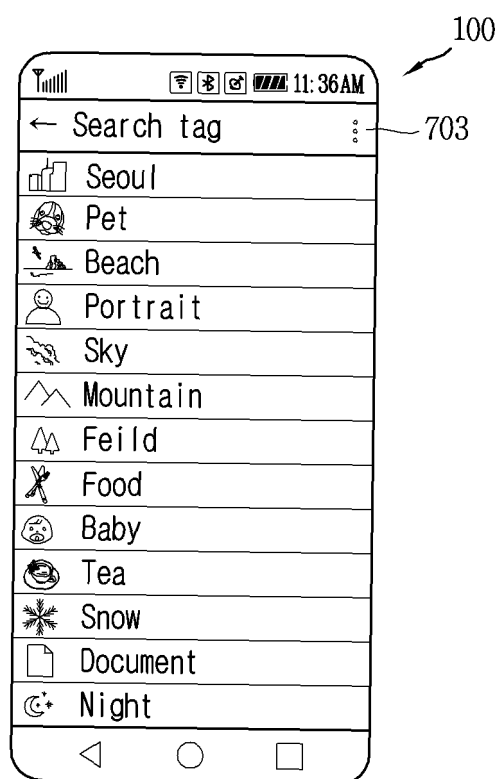 100
11:36AM
← Search tag
703
Seoul
Pet
Beach
Portrait
Sky
Mountain
Feild
Food
Baby
Tea
Snow
Document
Night